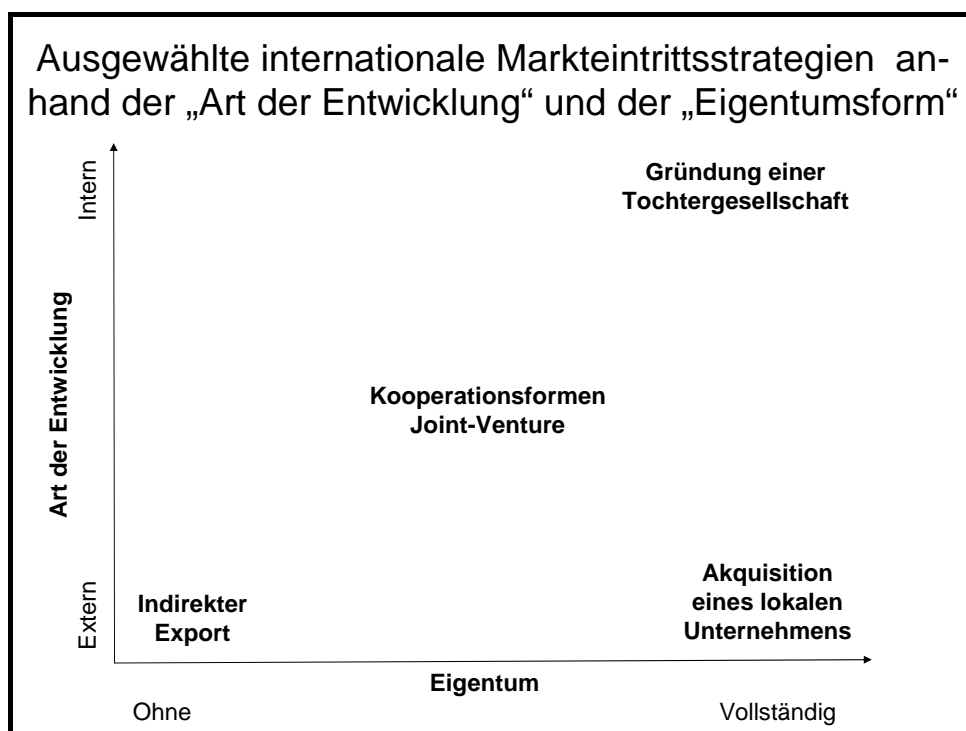 Ausgewählte internationale Markteintrittsstrategien an-
hand der „Art der Entwicklung“ und der „Eigentumsform“
Intern
Gründung einer
Tochtergesellschaft
Art der Entwicklung
Kooperationsformen
Joint-Venture
Extern
Indirekter
Export
Akquisition
eines lokalen
Unternehmens
Eigentum
Ohne
Vollständig